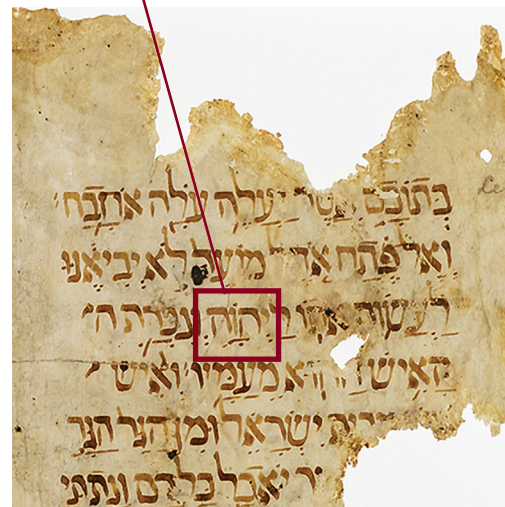 בתוכם אשר יעלה עלה או זבח
ואל פתח אהל מועד לא יביאנו
לעשות אתו ליהוה ונכרת ה
האיש ההוא מעמיו ואיש
ישראל ומן הגר הגר
יאכל כל דם ונתתי